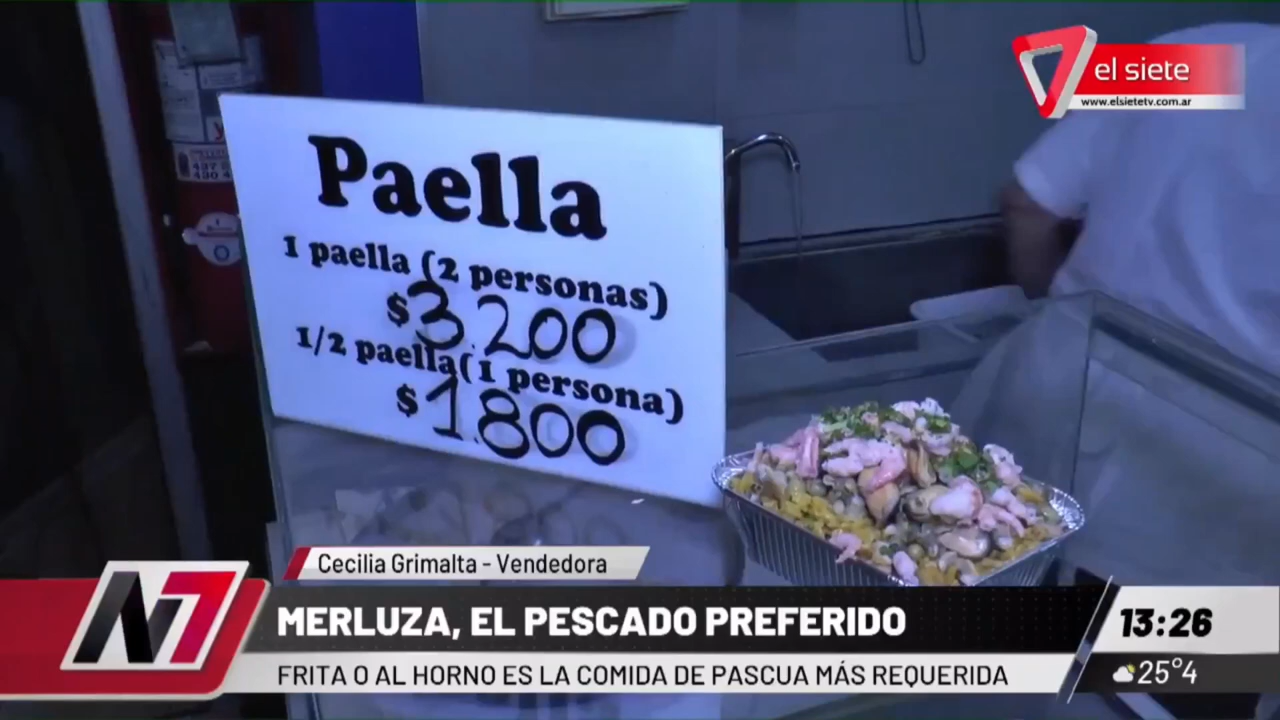 el siete
www.elsietetv.com.ar
Paella
1 paella (2 personas)
$3.200
1/2 paella(1 persona)
$1.800
Cecilia Grimalta - Vendedora
N7
MERLUZA, EL PESCADO PREFERIDO
13:26
FRITA O AL HORNO ES LA COMIDA DE PASCUA MÁS REQUERIDA
25°4